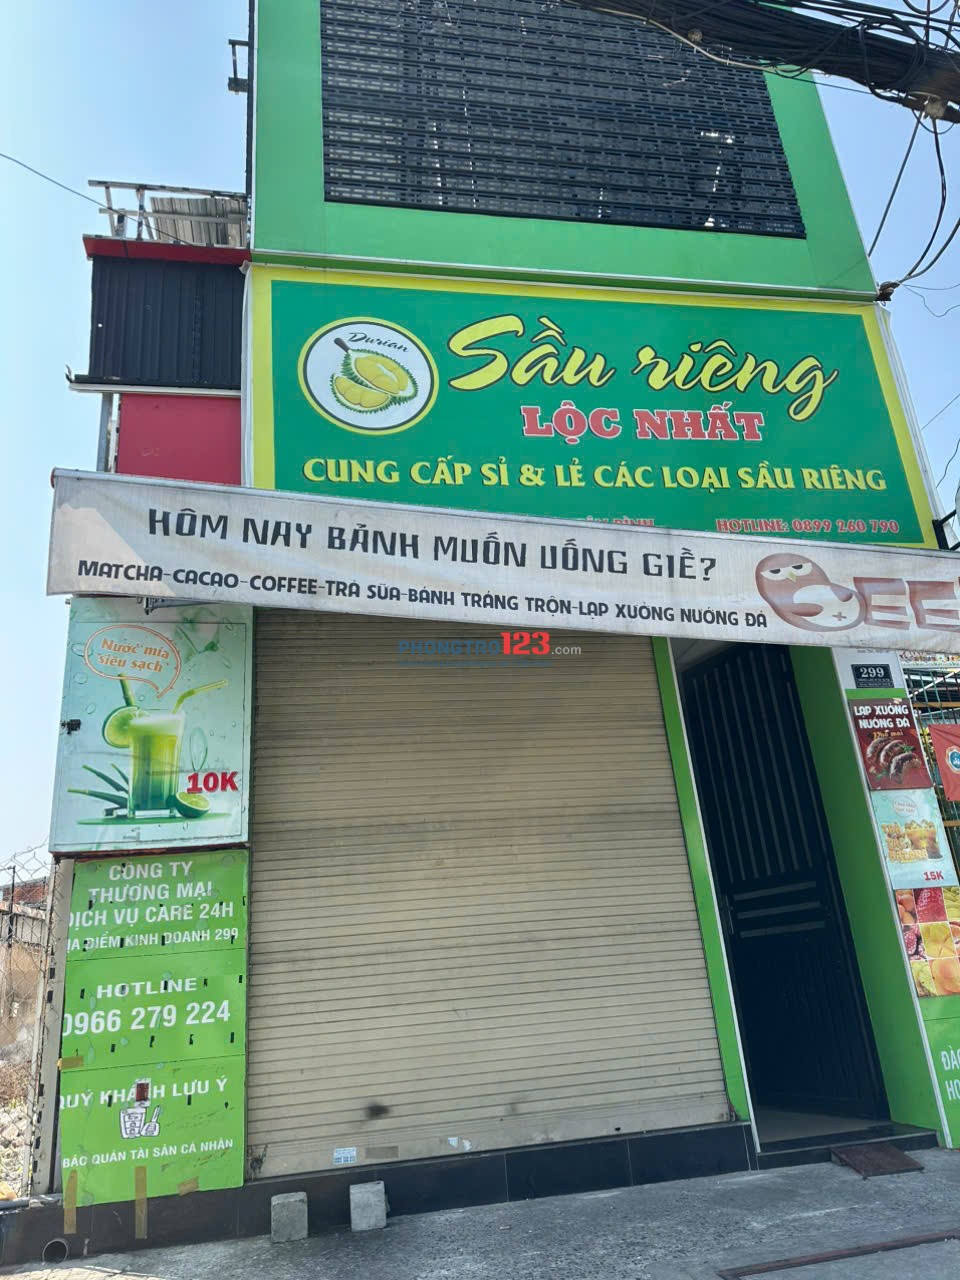 Durian
Sầu riêng
LỘC NHẤT
CUNG CẤP SỈ & LẺ CÁC LOẠI SẦU RIÊNG
HOTLINE: 0899 260 790
HÔM NAY BẢNH MUỐN UỐNG GIỀ?
MATCHA-CACAO-COFFEE-TRÀ SỮA-BÁNH TRÁNG TRỘN-LẠP XƯỞNG NƯỚNG ĐÁ
PHONGTRO123.com
Nước mía
siêu sạch
10K
299
LẠP XƯỞNG
NƯỚNG ĐÁ
15K
CÔNG TY
THƯƠNG MẠI
DỊCH VỤ CARE 24H
ĐỊA ĐIỂM KINH DOANH 299
HOTLINE
0966 279 224
QUÝ KHÁCH LƯU Ý
BẢO QUẢN TÀI SẢN CÁ NHÂN